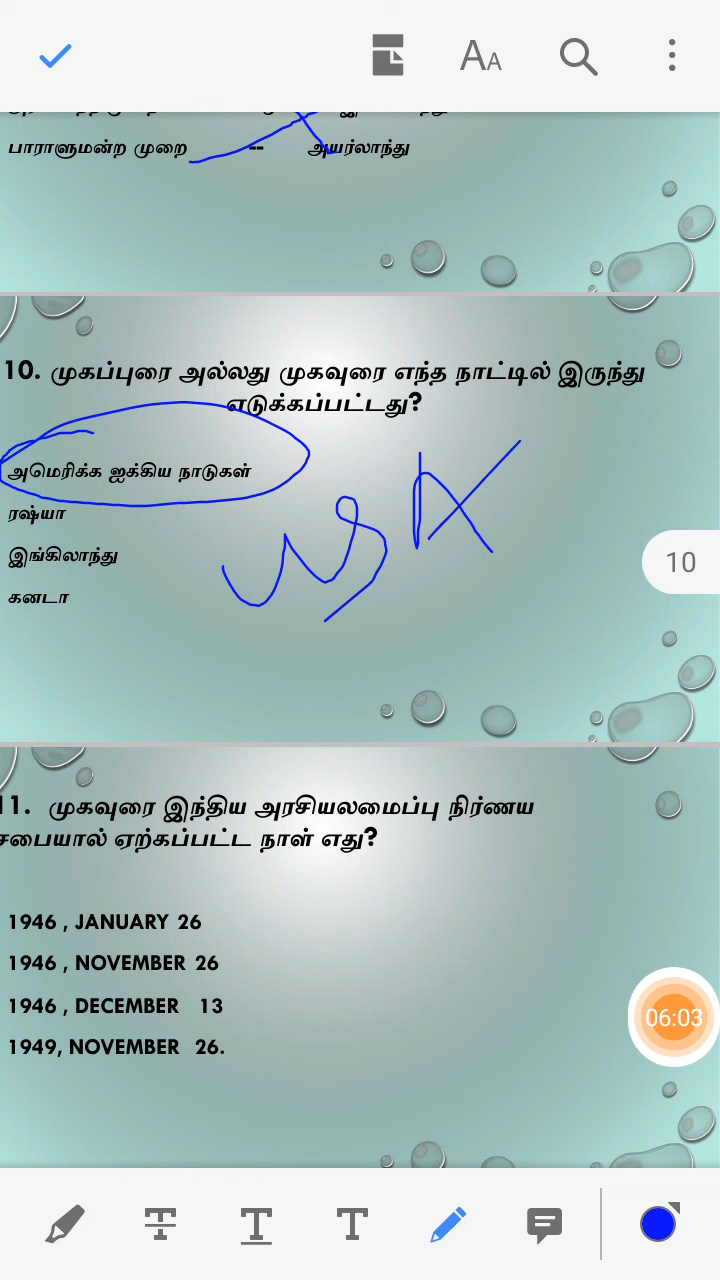 AA
பாராளுமன்ற முறை -- அயர்லாந்து
10. முகப்புரை அல்லது முகவுரை எந்த நாட்டில் இருந்து
எடுக்கப்பட்டது?
அமெரிக்க ஐக்கிய நாடுகள்
ரஷ்யா
இங்கிலாந்து
கனடா
USA
10
11. முகவுரை இந்திய அரசியலமைப்பு நிர்ணய
சபையால் ஏற்கப்பட்ட நாள் எது?
1946 , JANUARY 26
1946 , NOVEMBER 26
1946 , DECEMBER 13
1949, NOVEMBER 26.
06:03
T T T